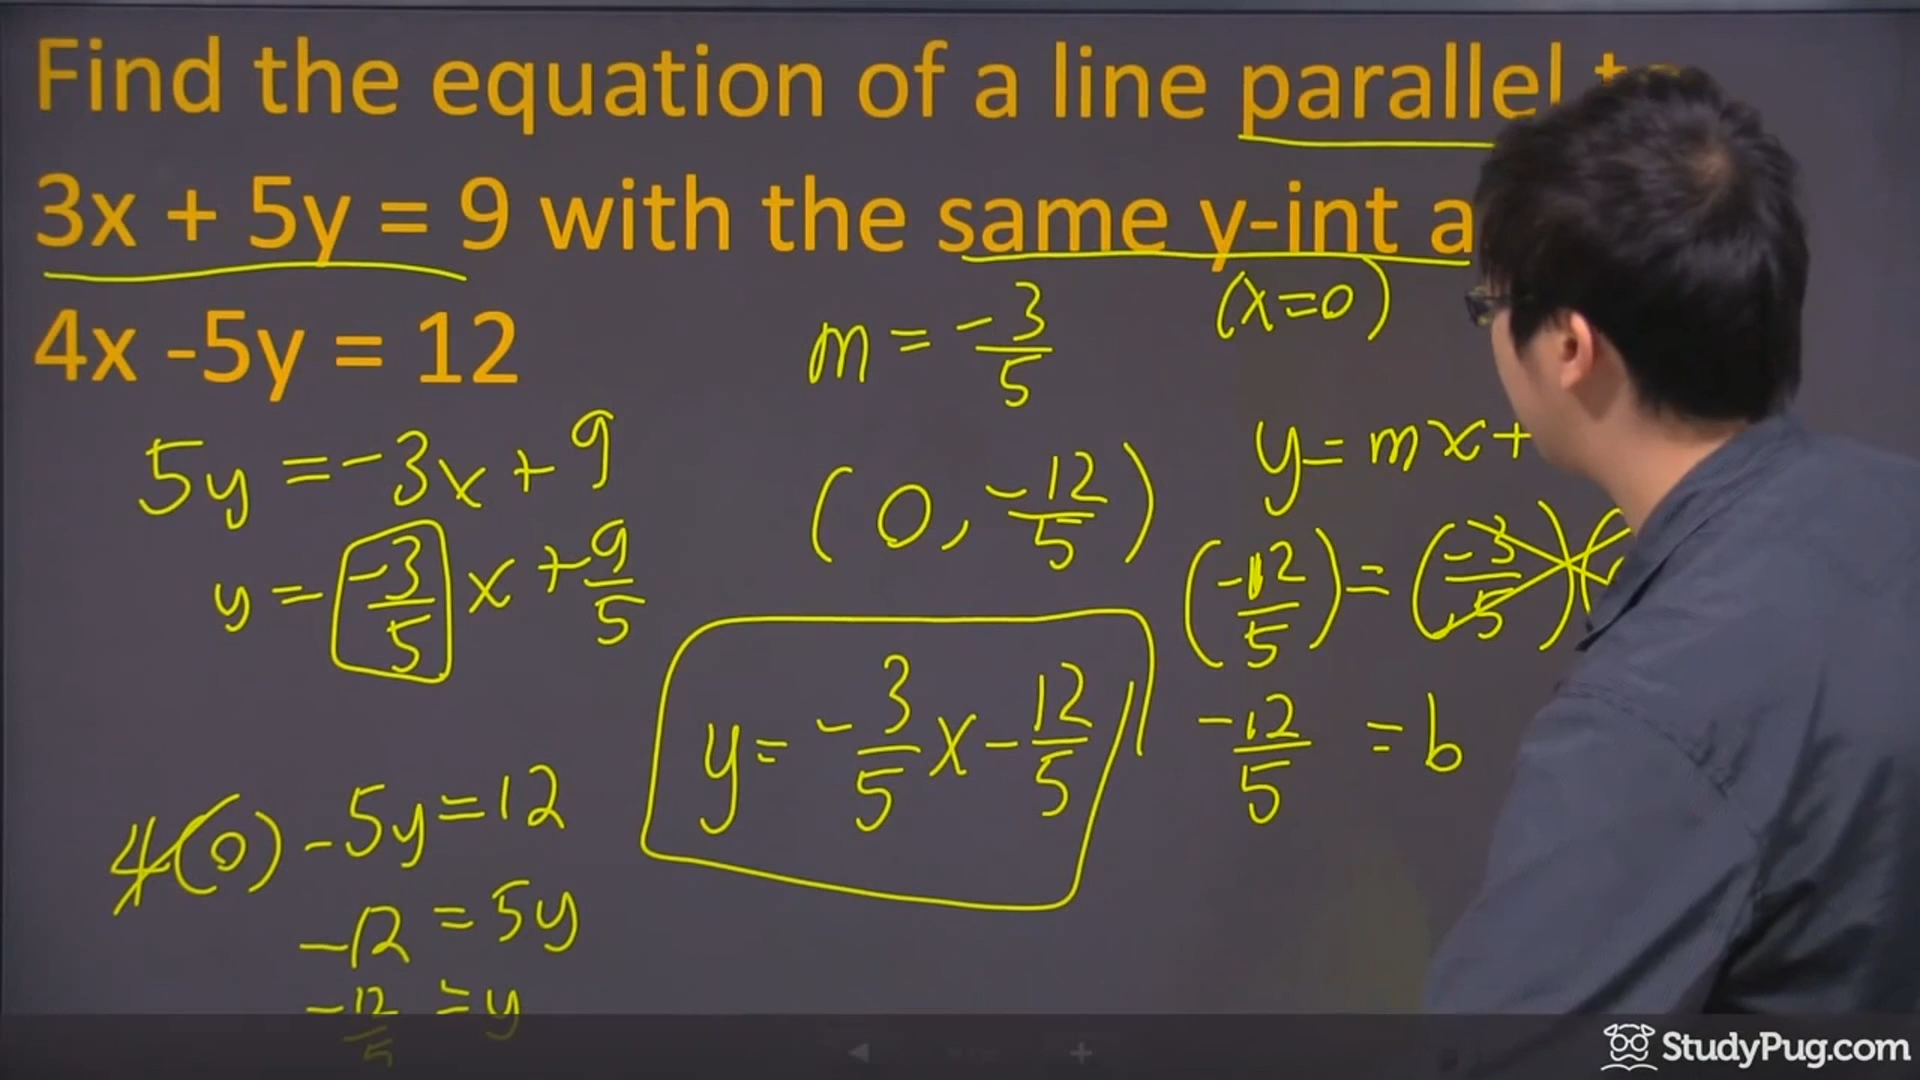 Find the equation of a line parallel
3x + 5y = 9 with the same y-int a
4x -5y = 12
m = -3/5
(x=0)
5y = -3x + 9
y = -3/5 x + 9/5
(0, -12/5)
y = mx +
(-12/5) = (-3/5)(
-12/5 = b
y = -3/5 x - 12/5
4(0) - 5y = 12
-12 = 5y
-12/5 = y
StudyPug.com